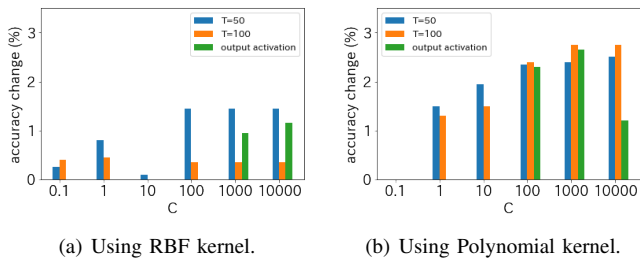 accuracy change (%)
3
2
1
0
T=50
T=100
output activation
0.1 1 10 100 1000 10000
C
(a) Using RBF kernel.
accuracy change (%)
3
2
1
0
T=50
T=100
output activation
0.1 1 10 100 1000 10000
C
(b) Using Polynomial kernel.